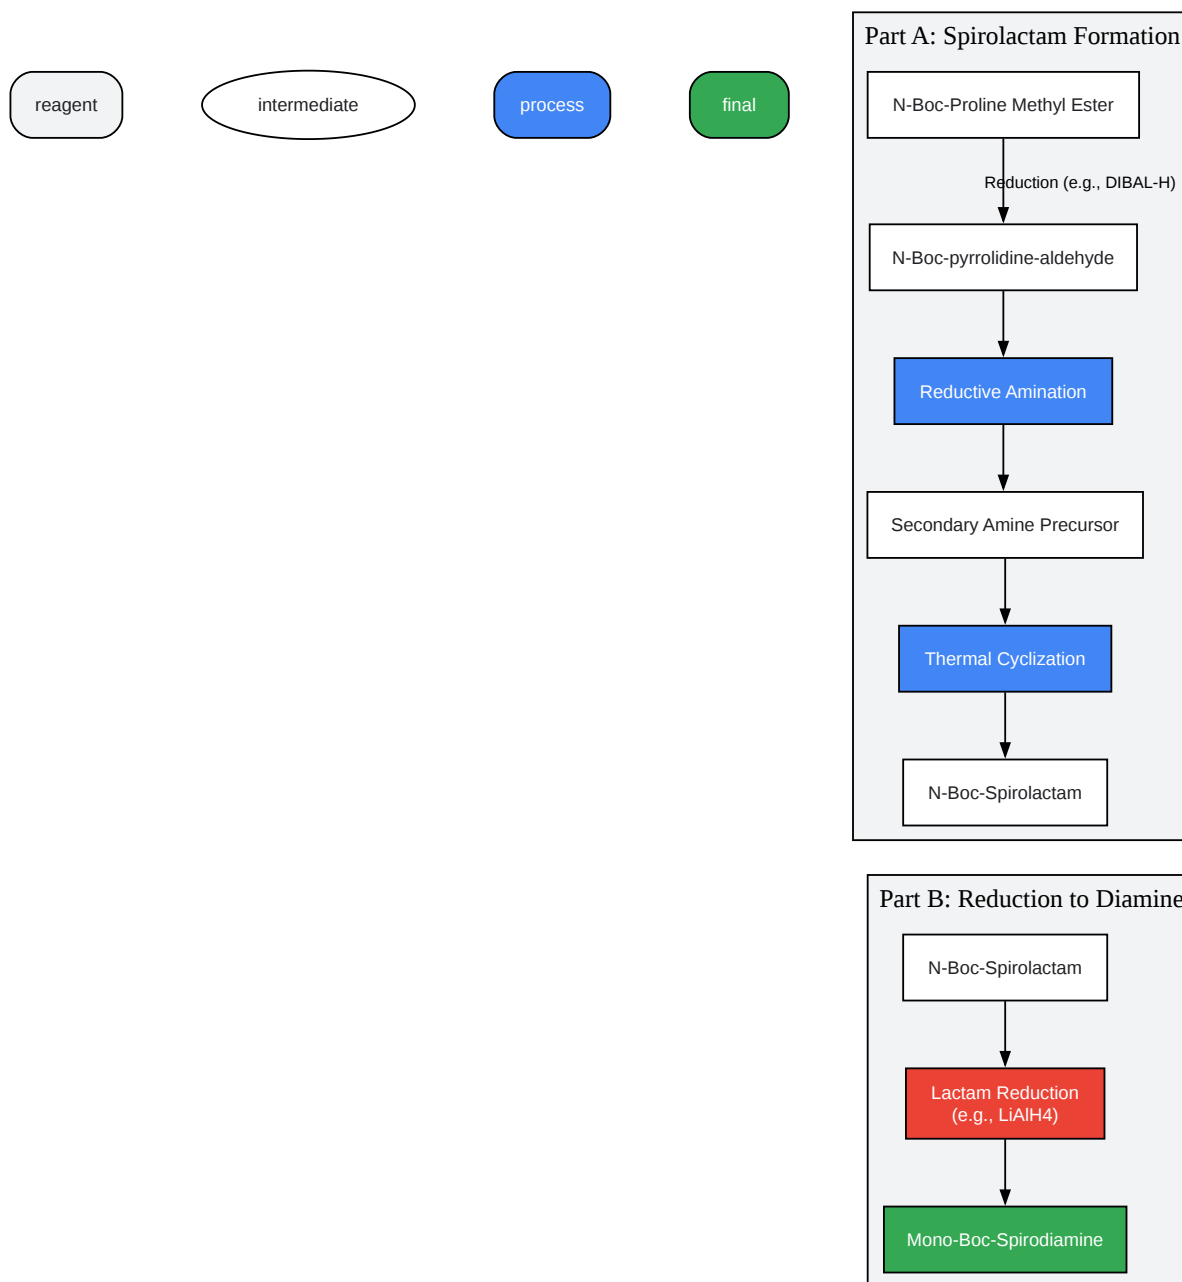 Part A: Spirolactam Formation
reagent
intermediate
process
final
N-Boc-Proline Methyl Ester
Reduction (e.g., DIBAL-H)
N-Boc-pyrrolidine-aldehyde
Reductive Amination
Secondary Amine Precursor
Thermal Cyclization
N-Boc-Spirolactam
Part B: Reduction to Diamine
N-Boc-Spirolactam
Lactam Reduction
(e.g., LiAlH4)
Mono-Boc-Spirodiamine